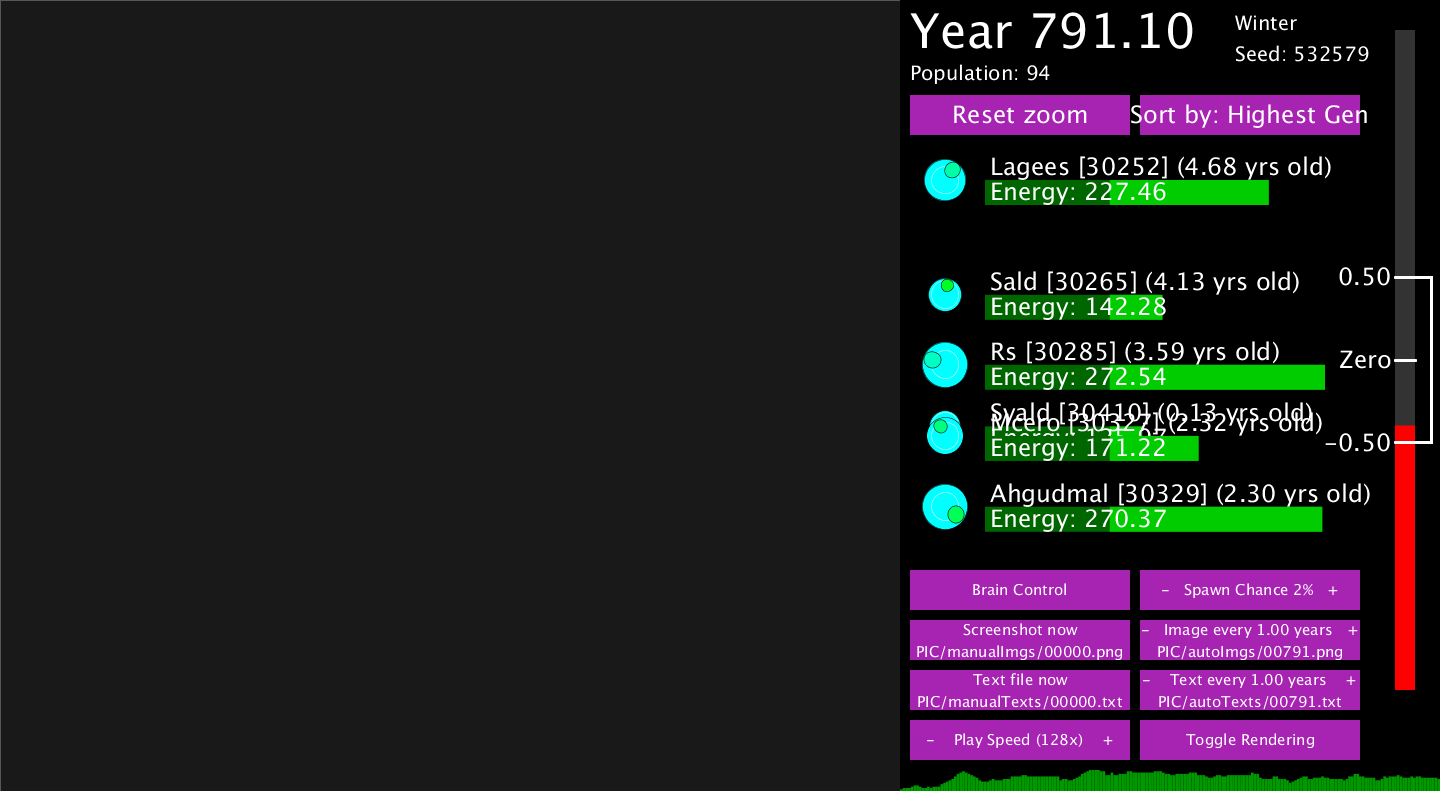 Year 791.10
Winter
Seed: 532579
Population: 94
Reset zoom
Sort by: Highest Gen
Lagees [30252] (4.68 yrs old)
Energy: 227.46
Sald [30265] (4.13 yrs old)
Energy: 142.28
Rs [30285] (3.59 yrs old)
Energy: 272.54
Svald [30410] (0.13 yrs old)
Mcero [30327] (2.32 yrs old)
Energy: 171.22
Ahgudmal [30329] (2.30 yrs old)
Energy: 270.37
0.50
Zero
-0.50
Brain Control
- Spawn Chance 2% +
Screenshot now
PIC/manualImgs/00000.png
- Image every 1.00 years +
PIC/autoImgs/00791.png
Text file now
PIC/manualTexts/00000.txt
- Text every 1.00 years +
PIC/autoTexts/00791.txt
- Play Speed (128x) +
Toggle Rendering